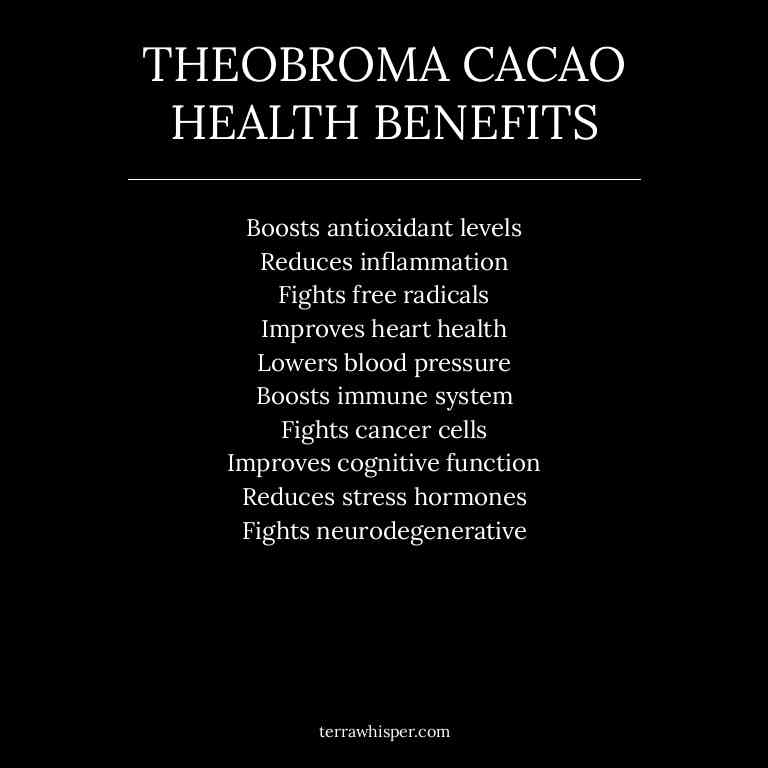 THEOBROMA CACAO
HEALTH BENEFITS
Boosts antioxidant levels
Reduces inflammation
Fights free radicals
Improves heart health
Lowers blood pressure
Boosts immune system
Fights cancer cells
Improves cognitive function
Reduces stress hormones
Fights neurodegenerative
terrawhisper.com